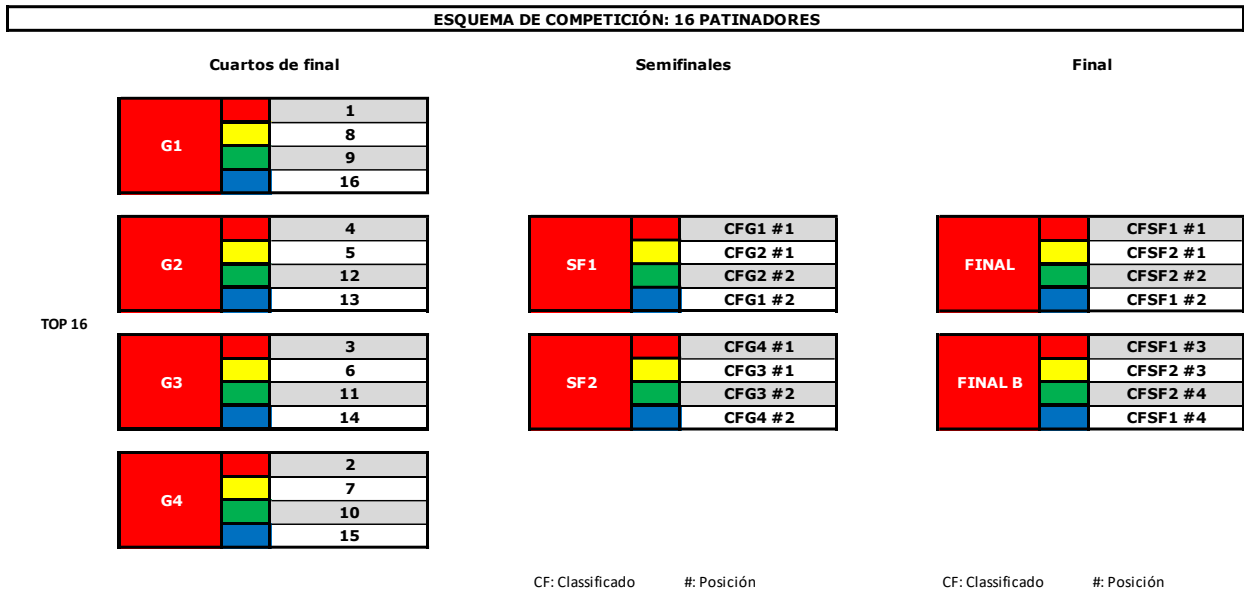 ESQUEMA DE COMPETICIÓN: 16 PATINADORES
Cuartos de final Semifinales Final
G1
1
8
9
16
G2
4
5
12
13
SF1
CFG1 #1
CFG2 #1
CFG2 #2
CFG1 #2
FINAL
CFSF1 #1
CFSF2 #1
CFSF2 #2
CFSF1 #2
TOP 16
G3
3
6
11
14
SF2
CFG4 #1
CFG3 #1
CFG3 #2
CFG4 #2
FINAL B
CFSF1 #3
CFSF2 #3
CFSF2 #4
CFSF1 #4
G4
2
7
10
15
CF: Classificado #: Posición CF: Classificado #: Posición